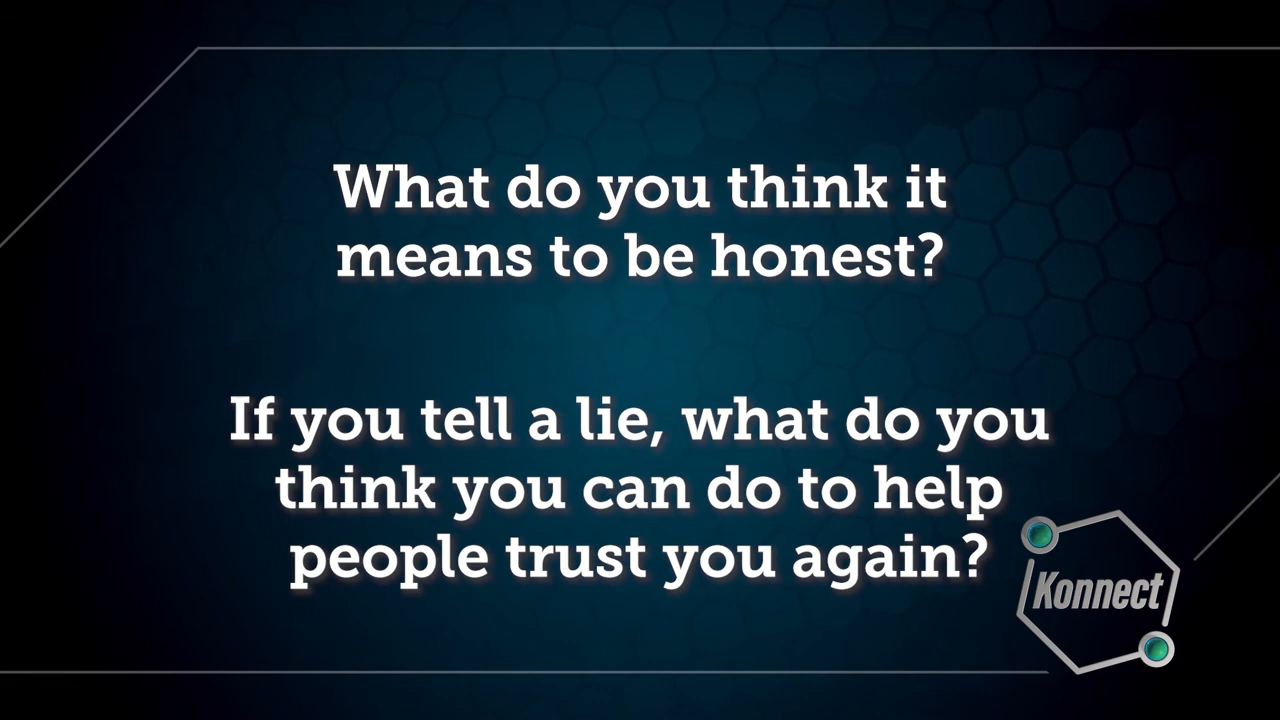 What do you think it
means to be honest?
If you tell a lie, what do you
think you can do to help
people trust you again?
Konnect